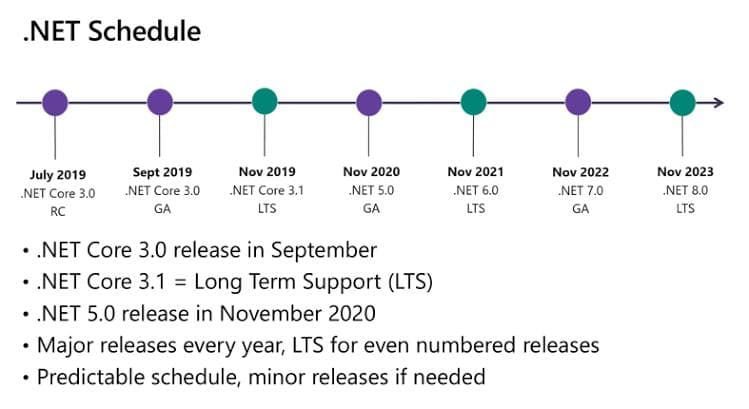 .NET Schedule
July 2019
.NET Core 3.0
RC
Sept 2019
.NET Core 3.0
GA
Nov 2019
.NET Core 3.1
LTS
Nov 2020
.NET 5.0
GA
Nov 2021
.NET 6.0
LTS
Nov 2022
.NET 7.0
GA
Nov 2023
.NET 8.0
LTS
• .NET Core 3.0 release in September
• .NET Core 3.1 = Long Term Support (LTS)
• .NET 5.0 release in November 2020
• Major releases every year, LTS for even numbered releases
• Predictable schedule, minor releases if needed